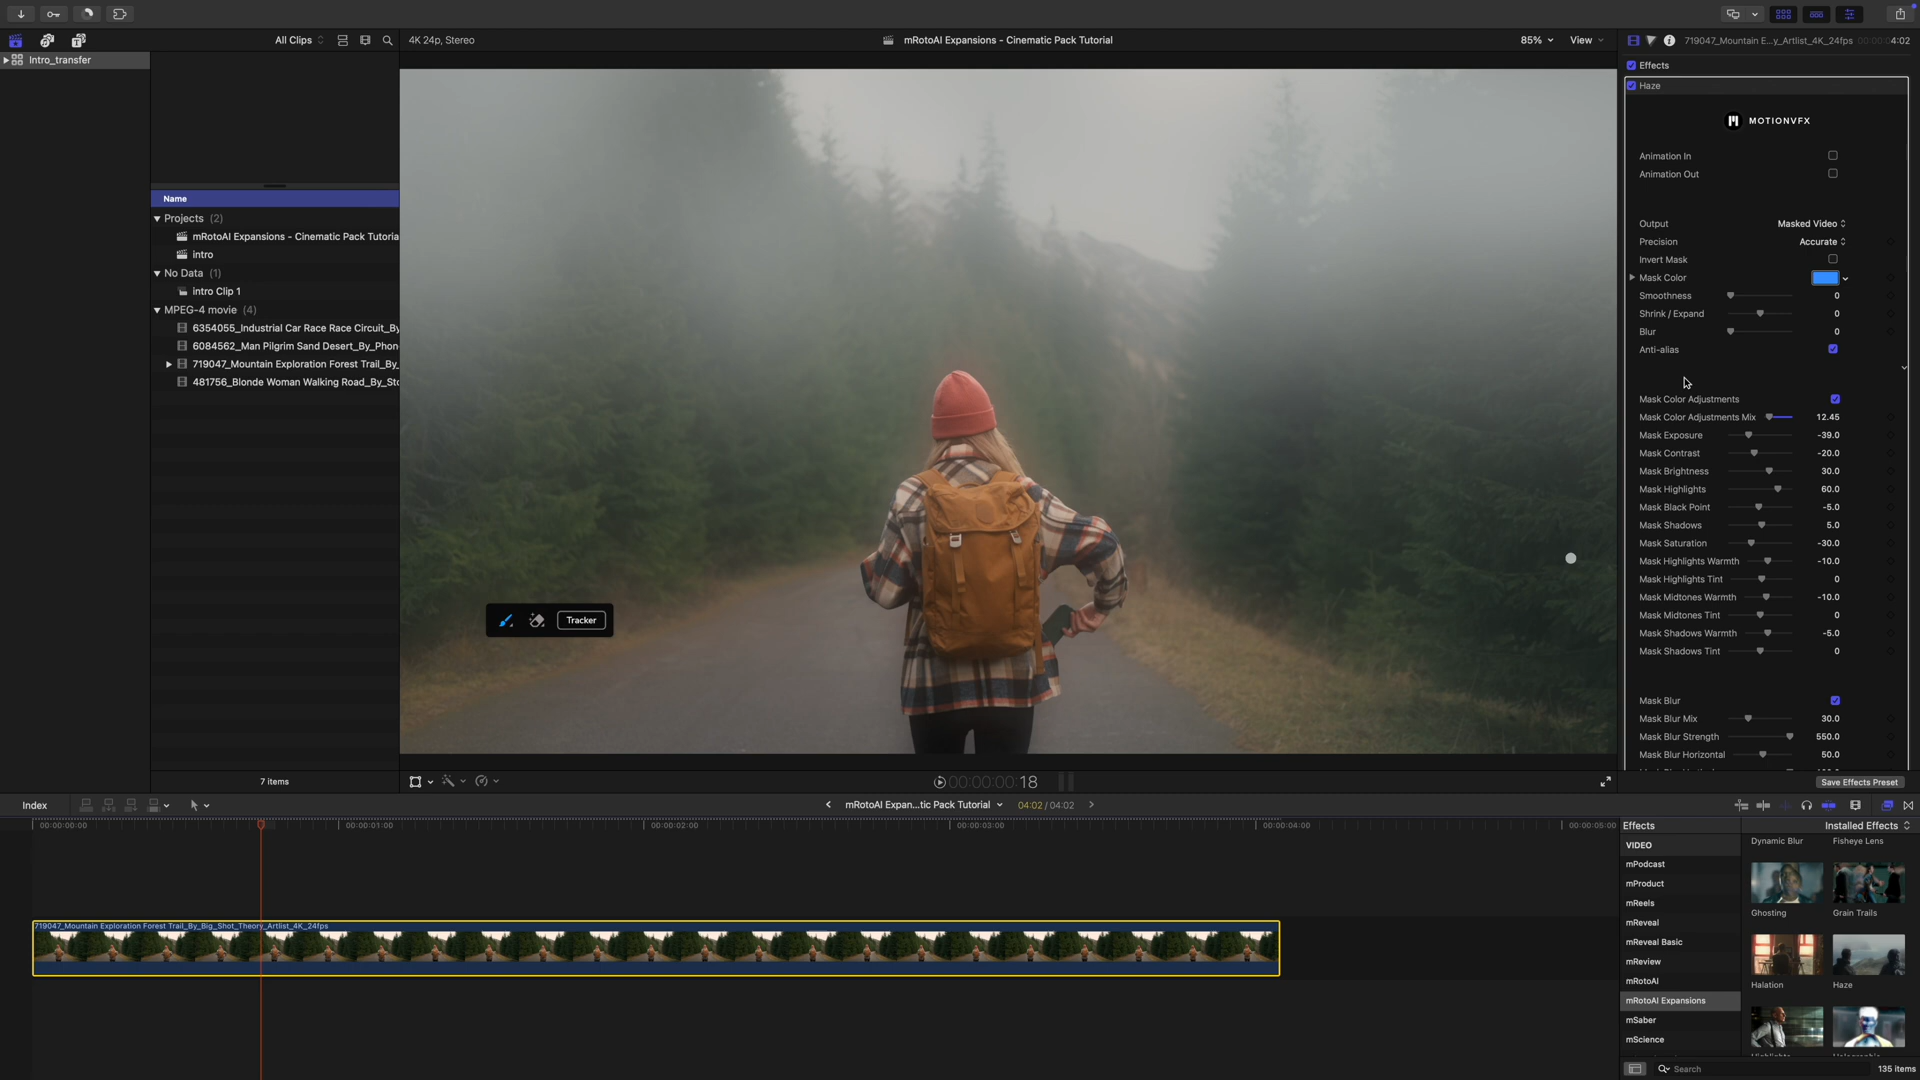 All Clips
4K 24p, Stereo
mRotoAI Expansions - Cinematic Pack Tutorial
85%
View
719047_Mountain E...y_Artlist_4K_24fps
00:00:04:02
Intro_transfer
Effects
Haze
MOTIONVFX
Animation In
Animation Out
Output
Masked Video
Precision
Accurate
Invert Mask
Mask Color
Smoothness
0
Shrink / Expand
0
Blur
0
Anti-alias
Mask Color Adjustments
Mask Color Adjustments Mix
12.45
Mask Exposure
-39.0
Mask Contrast
-20.0
Mask Brightness
30.0
Mask Highlights
60.0
Mask Black Point
-5.0
Mask Shadows
5.0
Mask Saturation
-30.0
Mask Highlights Warmth
-10.0
Mask Highlights Tint
0
Mask Midtones Warmth
-10.0
Mask Midtones Tint
0
Mask Shadows Warmth
-5.0
Mask Shadows Tint
0
Mask Blur
Mask Blur Mix
30.0
Mask Blur Strength
550.0
Mask Blur Horizontal
50.0
Save Effects Preset
Name
Projects (2)
mRotoAI Expansions - Cinematic Pack Tutoria
intro
No Data (1)
intro Clip 1
MPEG-4 movie (4)
6354055_Industrial Car Race Race Circuit_By
6084562_Man Pilgrim Sand Desert_By_Phon
719047_Mountain Exploration Forest Trail_By_
481756_Blonde Woman Walking Road_By_Sto
7 items
Tracker
00:00:00:18
Index
mRotoAI Expan...tic Pack Tutorial
04:02 / 04:02
00:00:00:00
00:00:01:00
00:00:02:00
00:00:03:00
00:00:04:00
00:00:05:00
719047_Mountain Exploration Forest Trail_By_Big_Shot_Theory_Artlist_4K_24fps
Effects
Installed Effects
VIDEO
mPodcast
mProduct
mReels
mReveal
mReveal Basic
mReview
mRotoAI
mRotoAI Expansions
mSaber
mScience
Dynamic Blur
Fisheye Lens
Ghosting
Grain Trails
Halation
Haze
Search
135 items